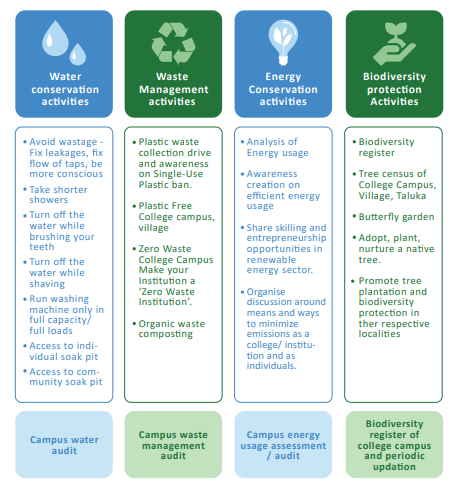 Water
conservation
activities
• Avoid wastage -
Fix leakages, fix
flow of taps, be
more conscious
• Take shorter
showers
• Turn off the
water while
brushing your
teeth
• Turn off the
water while
shaving
• Run washing
machine only in
full capacity/
full loads
• Access to indi-
vidual soak pit
• Access to com-
munity soak pit
Campus water
audit
Waste
Management
activities
• Plastic waste
collection drive
and awareness
on Single-Use
Plastic ban.
• Plastic Free
College campus,
village
• Zero Waste
College Campus
Make your
Institution a
‘Zero Waste
Institution’.
• Organic waste
composting
Campus waste
management
audit
Energy
Conservation
activities
• Analysis of
Energy usage
• Awareness
creation on
efficient energy
usage
• Share skilling and
entrepreneurship
opportunities in
renewable
energy sector.
• Organise
discussion around
means and ways
to minimize
emissions as a
college/ institu-
tion and as
individuals.
Campus energy
usage assessment
/ audit
Biodiversity
protection
Activities
• Biodiversity
register
• Tree census of
College Campus,
Village, Taluka
• Butterfly garden
• Adopt, plant,
nurture a native
tree.
• Promote tree
plantation and
biodiversity
protection in
ther respective
localities
Biodiversity
register of
college campus
and periodic
updation